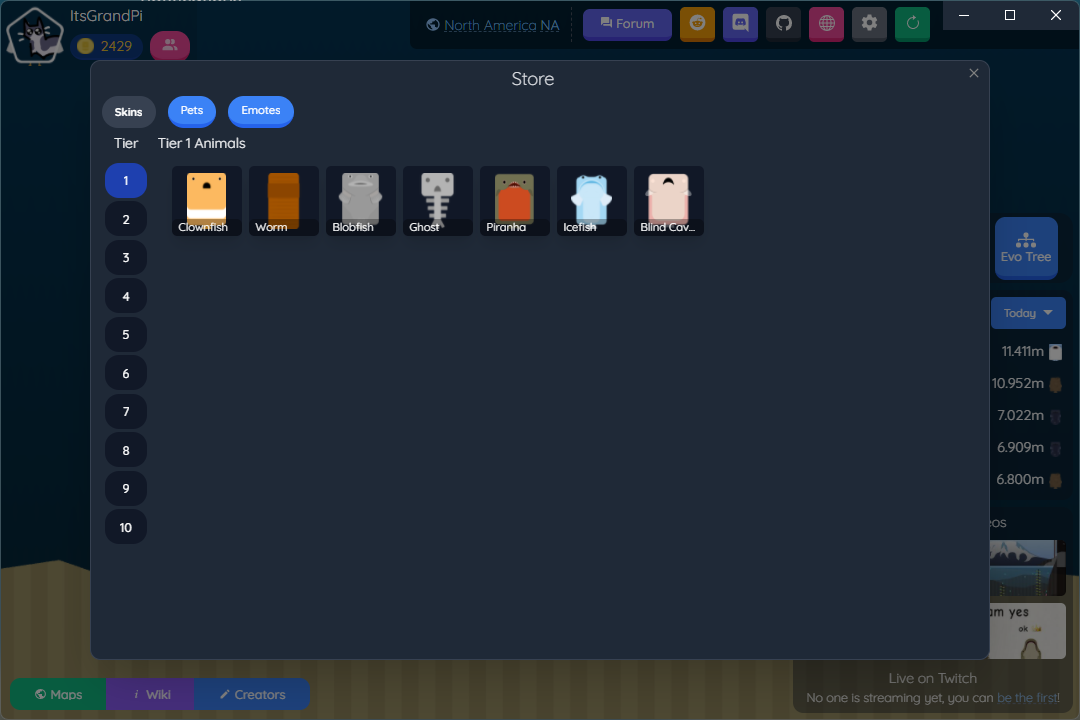 ItsGrandPi
2429
North America NA
Forum
Store
Skins
Pets
Emotes
Tier
Tier 1 Animals
1
2
3
4
5
6
7
8
9
10
Clownfish
Worm
Blobfish
Ghost
Piranha
Icefish
Blind Cav...
Evo Tree
Today
11.411m
10.952m
7.022m
6.909m
6.800m
eos
am yes
ok
Live on Twitch
No one is streaming yet, you can be the first!
Maps
Wiki
Creators